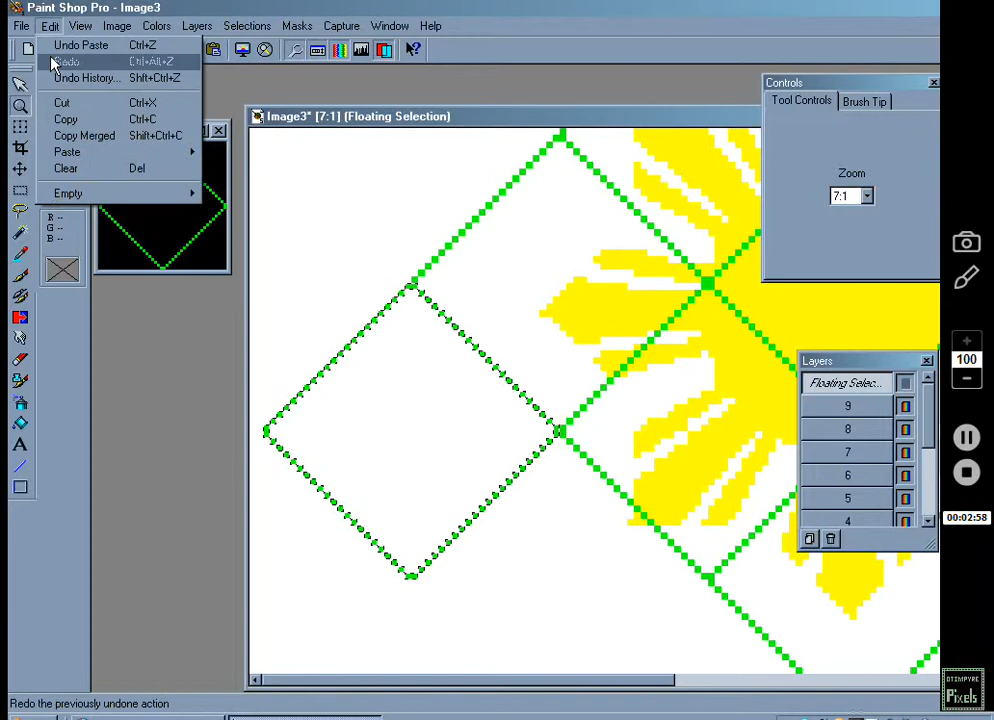 Paint Shop Pro - Image3
File Edit View Image Colors Layers Selections Masks Capture Window Help
Undo Paste Ctrl+Z
Redo Ctrl+Alt+Z
Undo History... Shft+Ctrl+Z
Cut Ctrl+X
Copy Ctrl+C
Copy Merged Shift+Ctrl+C
Paste
Clear Del
Empty
R --
G --
B --
Image3* [7:1] (Floating Selection)
Controls
Tool Controls Brush Tip
Zoom
7:1
Layers
Floating Selec...
9
8
7
6
5
4
100
00:02:58
OTIMPYRE
Pixels
Redo the previously undone action